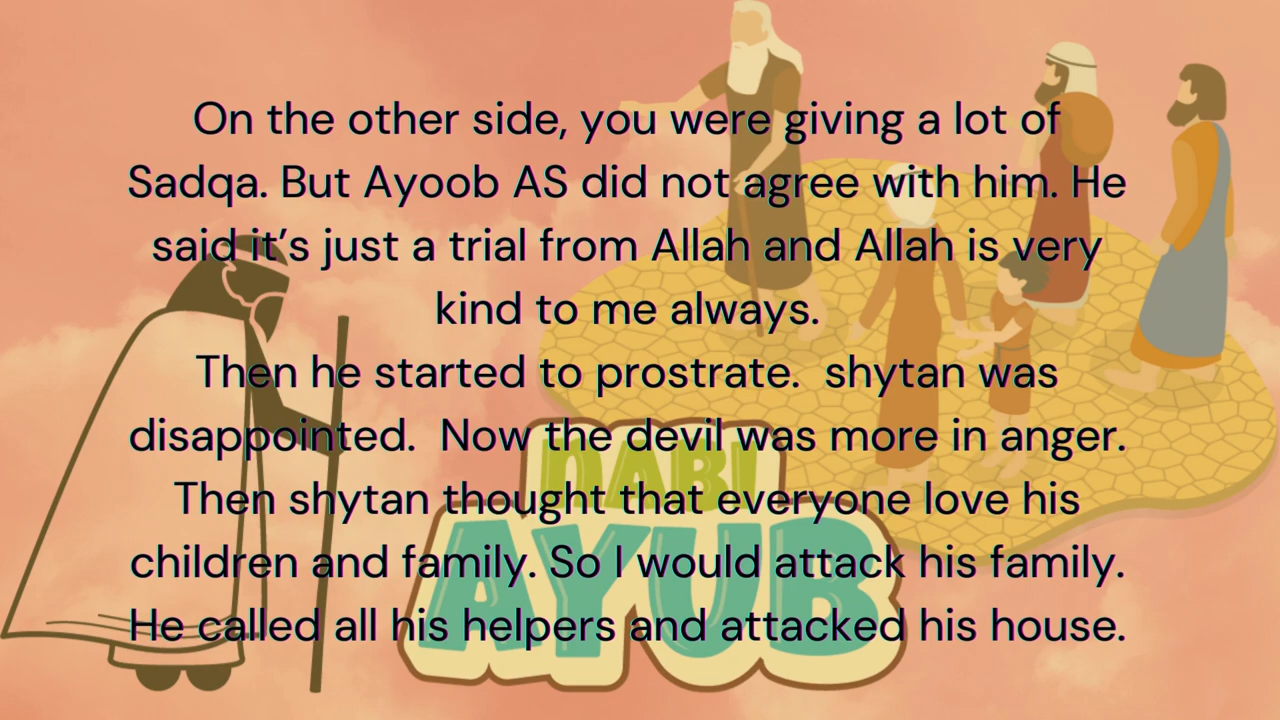 On the other side, you were giving a lot of
Sadqa. But Ayoob AS did not agree with him. He
said it’s just a trial from Allah and Allah is very
kind to me always.
Then he started to prostrate.  shytan was
disappointed.  Now the devil was more in anger.
Then shytan thought that everyone love his
children and family. So I would attack his family.
He called all his helpers and attacked his house.
DABI
AYUB